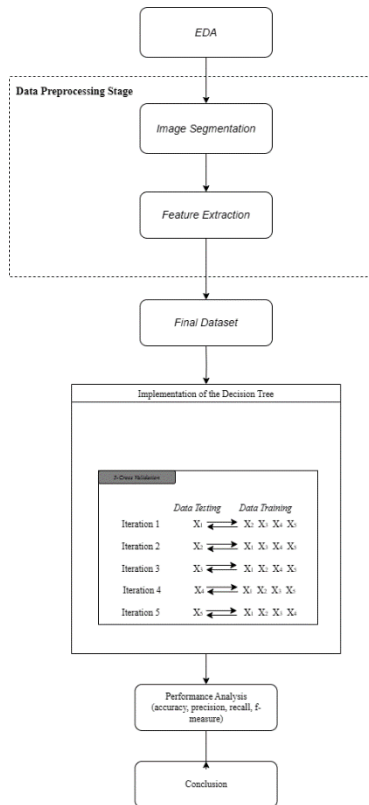 EDA
Data Preprocessing Stage
Image Segmentation
Feature Extraction
Final Dataset
Implementation of the Decision Tree
5-Cross Validation
Data Testing Data Training
Iteration 1 X₁ X₂ X₃ X₄ X₅
Iteration 2 X₂ X₁ X₃ X₄ X₅
Iteration 3 X₃ X₁ X₂ X₄ X₅
Iteration 4 X₄ X₁ X₂ X₃ X₅
Iteration 5 X₅ X₁ X₂ X₃ X₄
Performance Analysis
(accuracy, precision, recall, f-
measure)
Conclusion